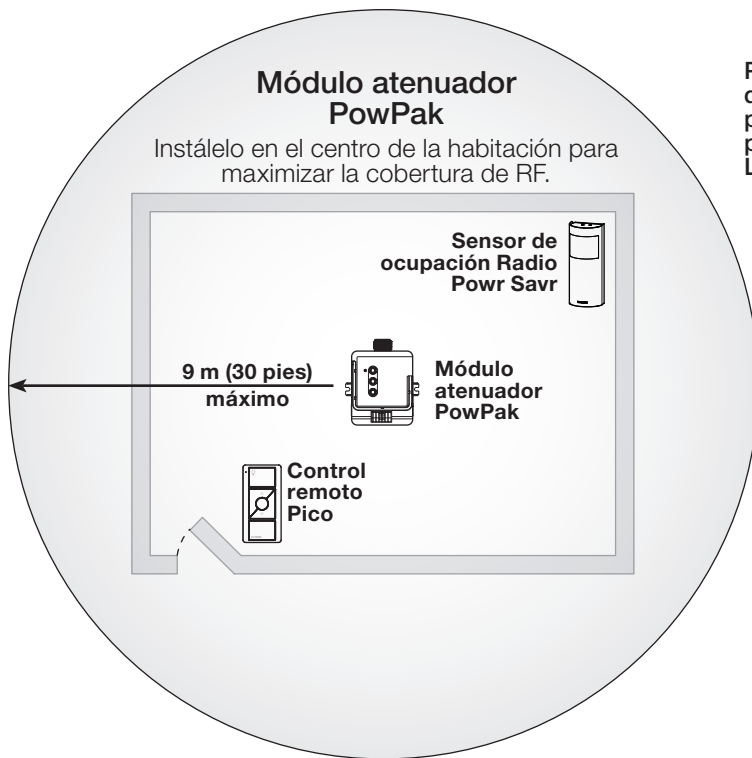 Módulo atenuador
PowPak
Instálelo en el centro de la habitación para
maximizar la cobertura de RF.
Sensor de
ocupación Radio
Powr Savr
9 m (30 pies)
máximo
Módulo
atenuador
PowPak
Control
remoto
Pico